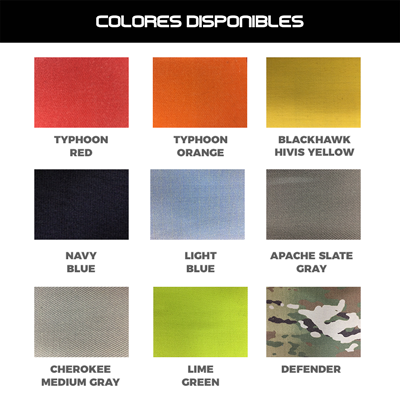 COLORES DISPONIBLES
TYPHOON
RED
TYPHOON
ORANGE
BLACKHAWK
HIVIS YELLOW
NAVY
BLUE
LIGHT
BLUE
APACHE SLATE
GRAY
CHEROKEE
MEDIUM GRAY
LIME
GREEN
DEFENDER